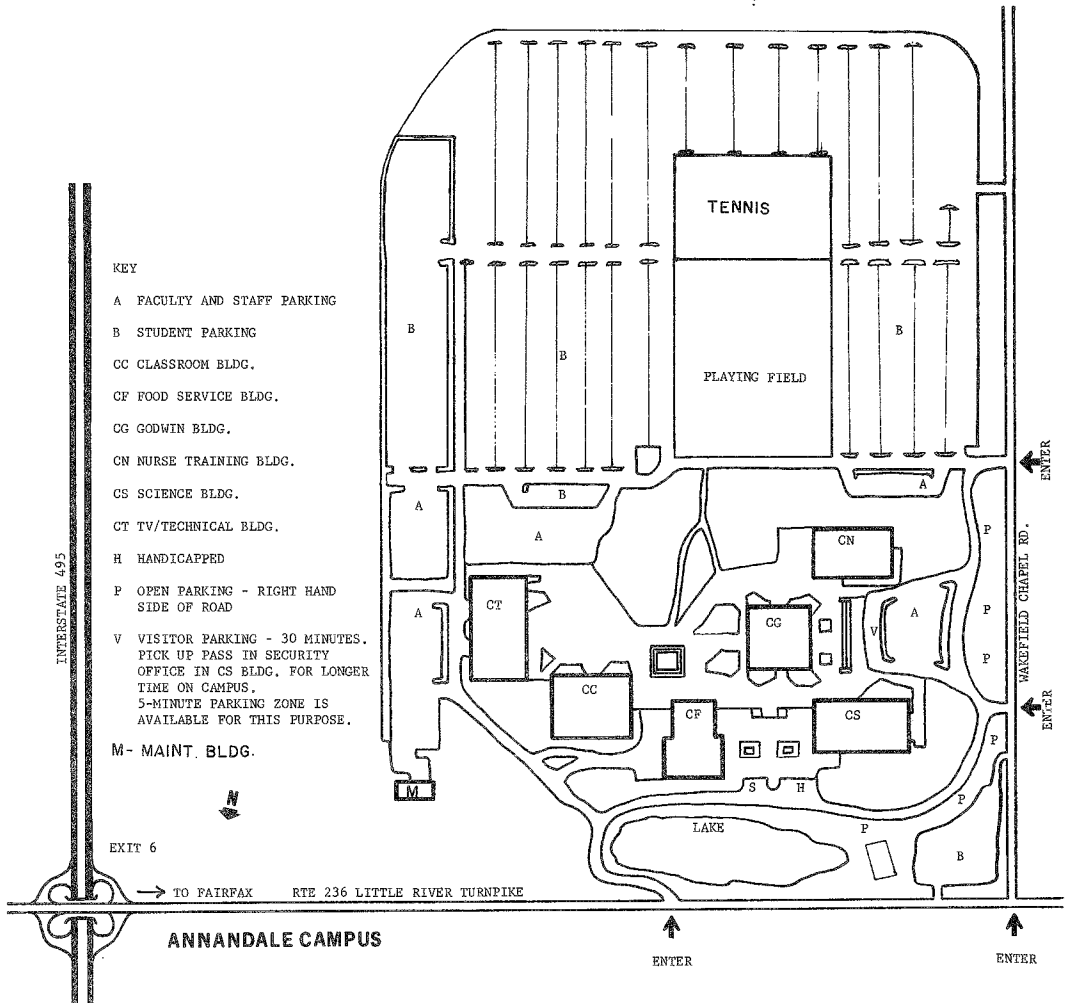 TENNIS
KEY
A FACULTY AND STAFF PARKING
B STUDENT PARKING
CC CLASSROOM BLDG.
CF FOOD SERVICE BLDG.
CG GODWIN BLDG.
CN NURSE TRAINING BLDG.
CS SCIENCE BLDG.
CT TV/TECHNICAL BLDG.
H HANDICAPPED
P OPEN PARKING - RIGHT HAND
SIDE OF ROAD
V VISITOR PARKING - 30 MINUTES.
PICK UP PASS IN SECURITY
OFFICE IN CS BLDG. FOR LONGER
TIME ON CAMPUS.
5-MINUTE PARKING ZONE IS
AVAILABLE FOR THIS PURPOSE.
M- MAINT. BLDG.
N
INTERSTATE 495
B
B
B
PLAYING FIELD
ENTER
A
B
A
A
P
CN
WAKEFIELD CHAPEL RD.
CT
A
CG
V
A
P
P
CC
CF
CS
ENTER
P
M
S
H
P
LAKE
P
B
EXIT 6
TO FAIRFAX
RTE 236 LITTLE RIVER TURNPIKE
ANNANDALE CAMPUS
ENTER
ENTER